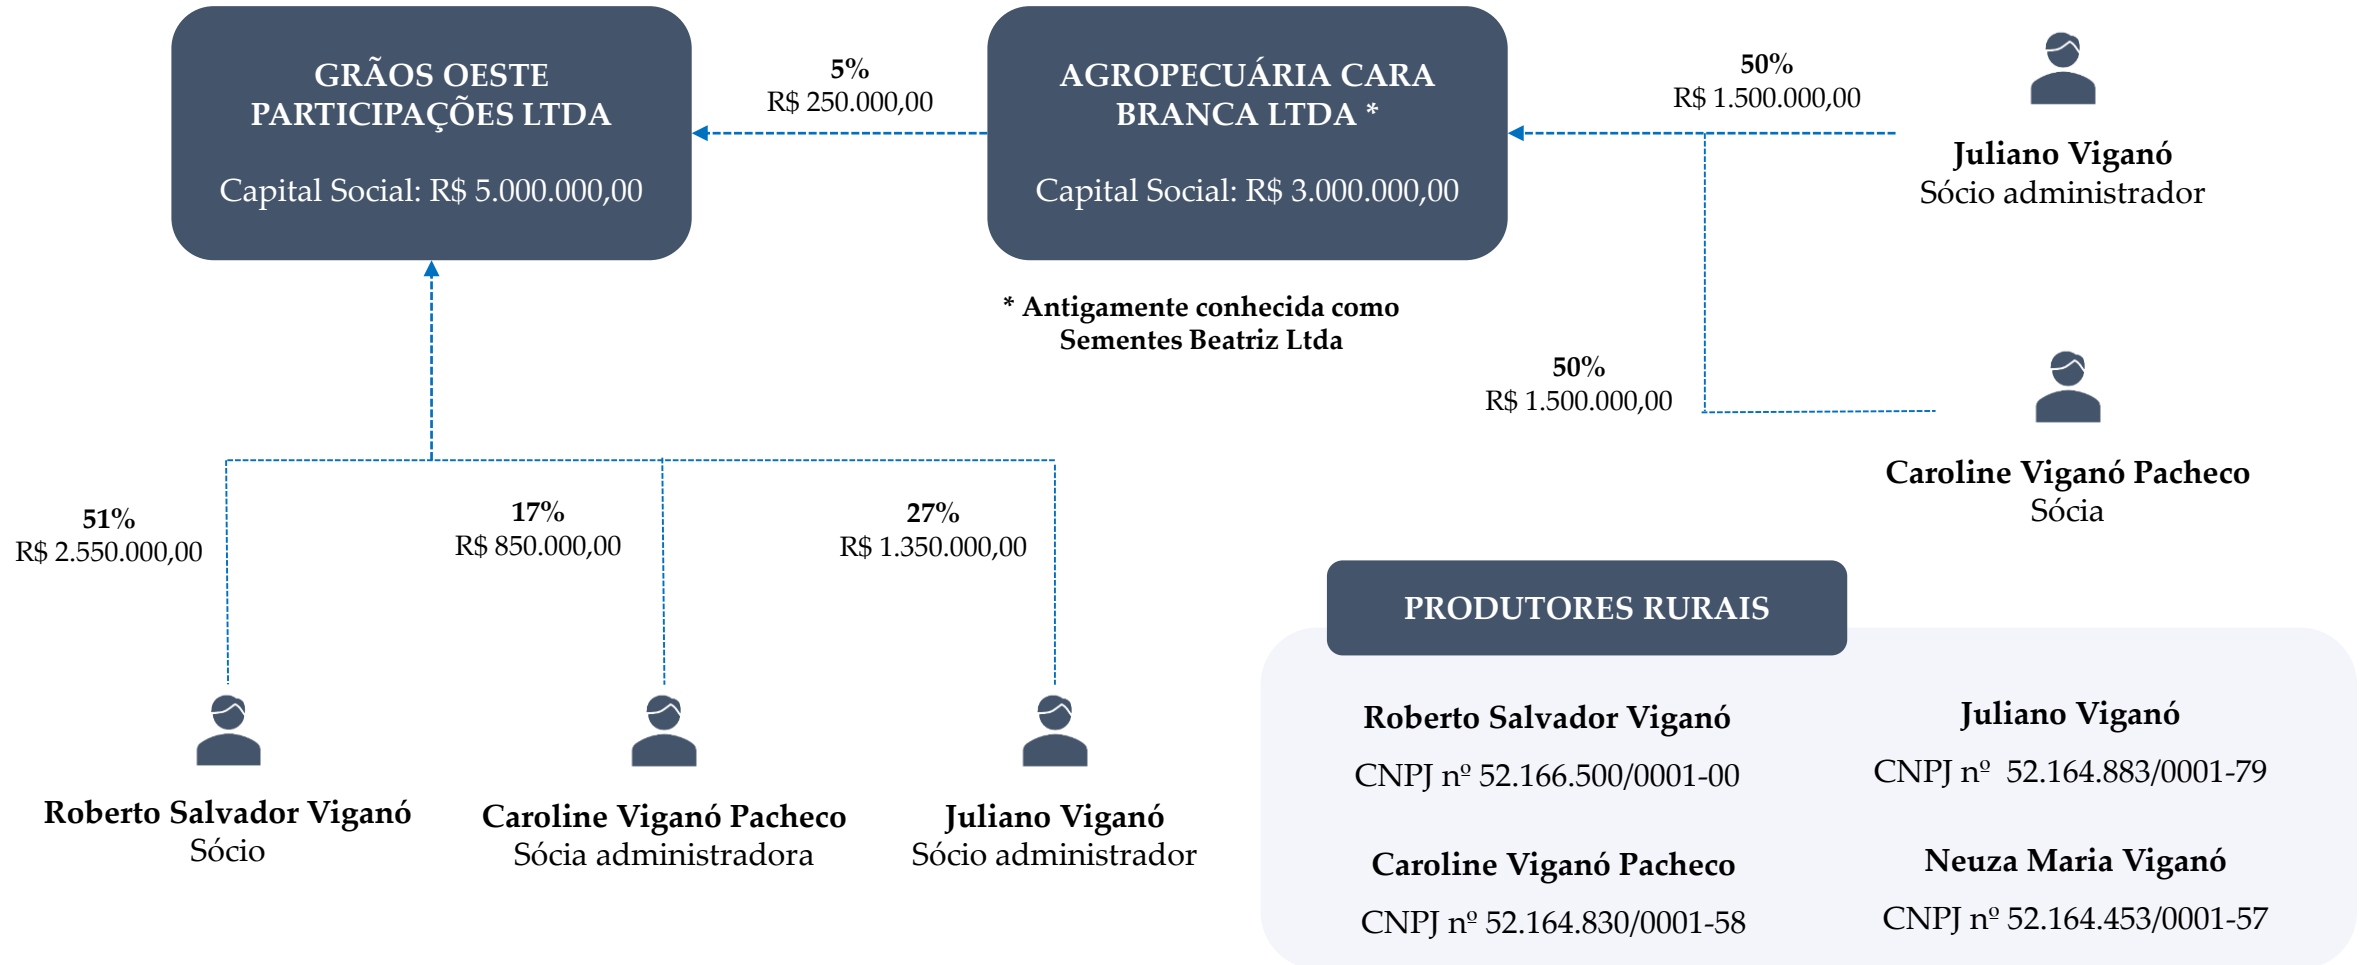 GRÃOS OESTE
PARTICIPAÇÕES LTDA
Capital Social: R$ 5.000.000,00
5%
R$ 250.000,00
AGROPECUÁRIA CARA
BRANCA LTDA *
Capital Social: R$ 3.000.000,00
50%
R$ 1.500.000,00
Juliano Viganó
Sócio administrador
* Antigamente conhecida como
Sementes Beatriz Ltda
50%
R$ 1.500.000,00
Caroline Viganó Pacheco
Sócia
51%
R$ 2.550.000,00
17%
R$ 850.000,00
27%
R$ 1.350.000,00
Roberto Salvador Viganó
Sócio
Caroline Viganó Pacheco
Sócia administradora
Juliano Viganó
Sócio administrador
PRODUTORES RURAIS
Roberto Salvador Viganó
CNPJ nº 52.166.500/0001-00
Juliano Viganó
CNPJ nº  52.164.883/0001-79
Caroline Viganó Pacheco
CNPJ nº 52.164.830/0001-58
Neuza Maria Viganó
CNPJ nº 52.164.453/0001-57